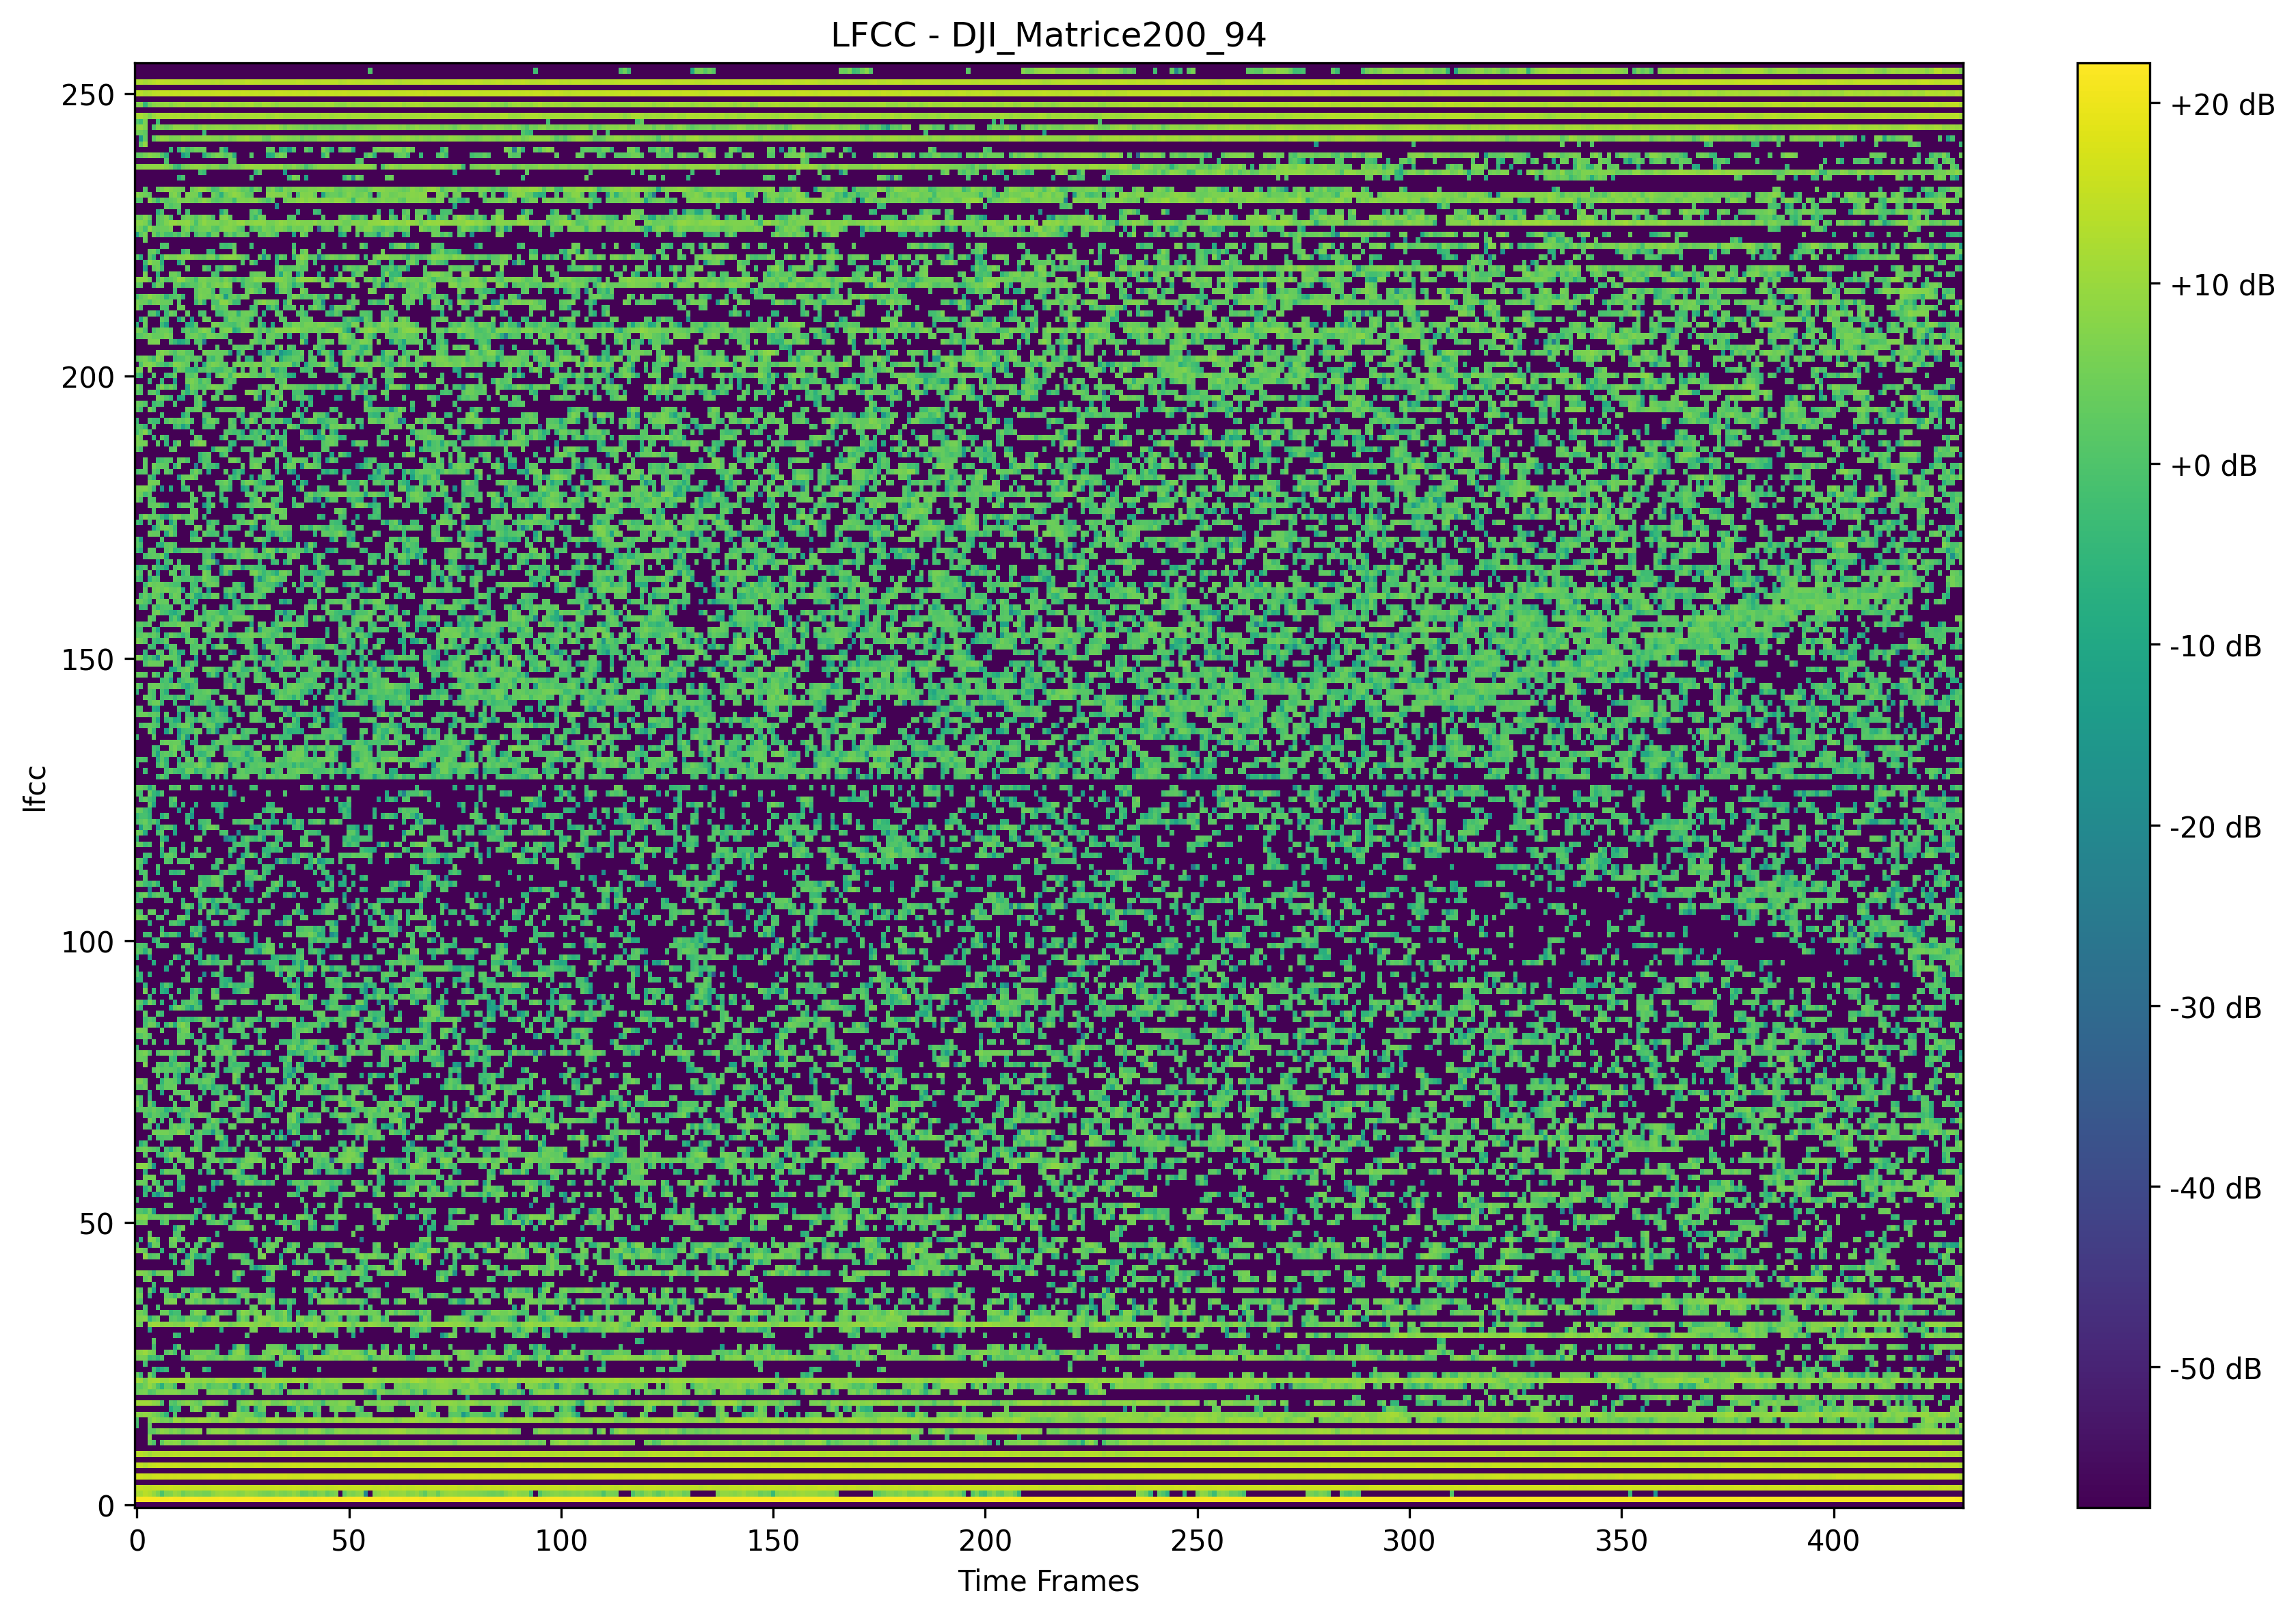 LFCC - DJI_Matrice200_94
250
200
150
100
50
0
lfcc
0 50 100 150 200 250 300 350 400
Time Frames
+20 dB
+10 dB
+0 dB
-10 dB
-20 dB
-30 dB
-40 dB
-50 dB